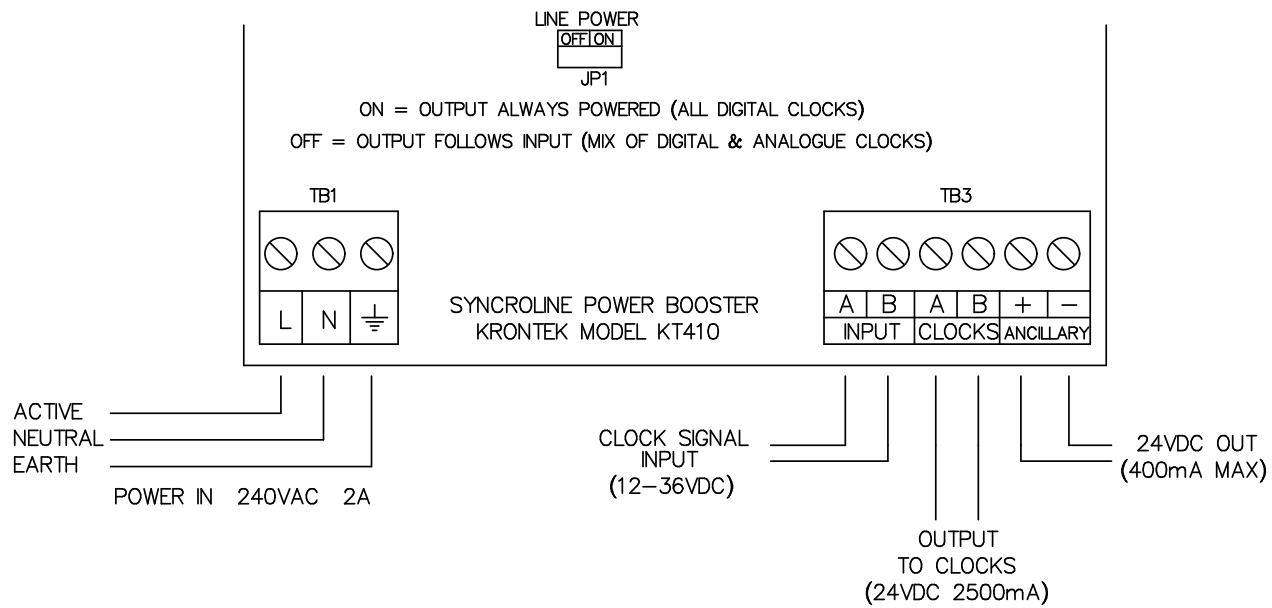 LINE POWER
OFF ON
JP1
ON = OUTPUT ALWAYS POWERED (ALL DIGITAL CLOCKS)
OFF = OUTPUT FOLLOWS INPUT (MIX OF DIGITAL & ANALOGUE CLOCKS)
TB1
L N
SYNCROLINE POWER BOOSTER
KRONTEK MODEL KT410
TB3
A B A B + −
INPUT CLOCKS ANCILLARY
ACTIVE
NEUTRAL
EARTH
POWER IN 240VAC 2A
CLOCK SIGNAL
INPUT
(12−36VDC)
OUTPUT
TO CLOCKS
(24VDC 2500mA)
24VDC OUT
(400mA MAX)